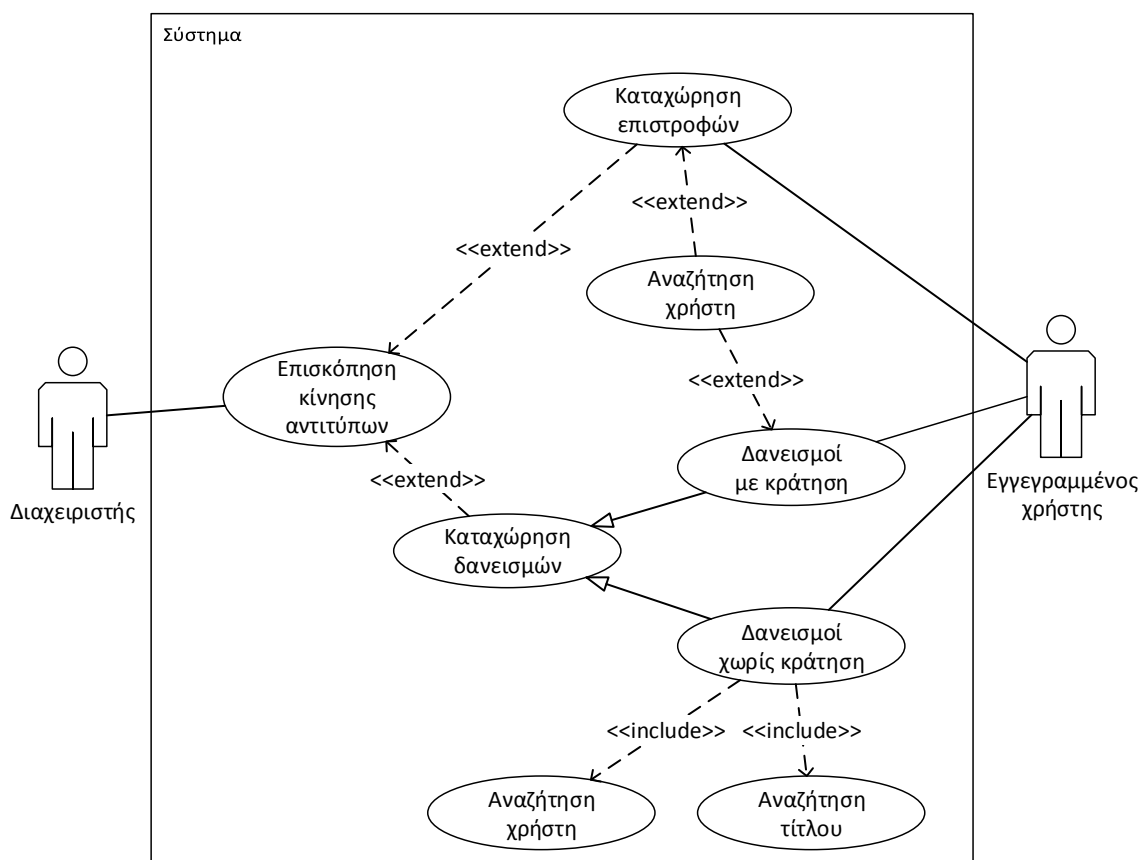 Σύστημα
Καταχώρηση
επιστροφών
<<extend>>
<<extend>>
Αναζήτηση
χρήστη
Επισκόπηση
κίνησης
αντιτύπων
<<extend>>
Δανεισμοί
με κράτηση
<<extend>>
Διαχειριστής
Εγγεγραμμένος
χρήστης
Καταχώρηση
δανεισμών
Δανεισμοί
χωρίς κράτηση
<<include>>
<<include>>
Αναζήτηση
χρήστη
Αναζήτηση
τίτλου